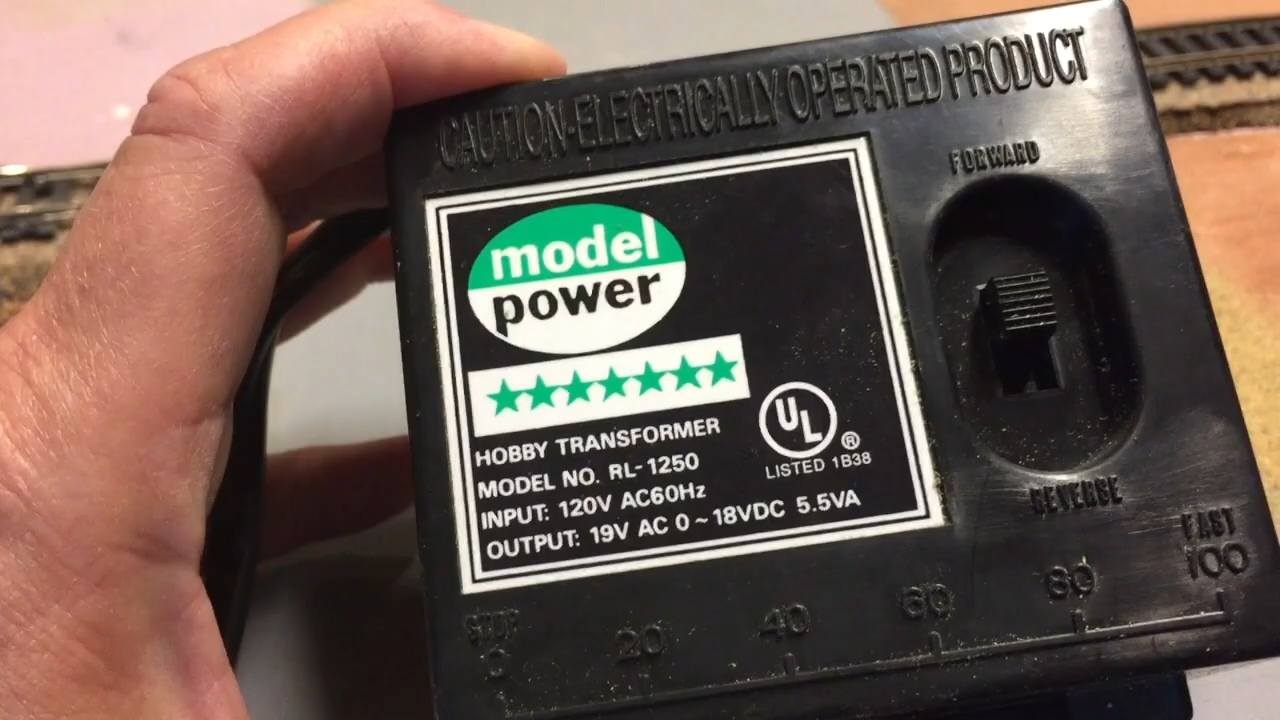 CAUTION-ELECTRICALLY OPERATED PRODUCT
FORWARD
model
power
HOBBY TRANSFORMER
MODEL NO. RL-1250
INPUT: 120V AC60Hz
OUTPUT: 19V AC 0~18VDC 5.5VA
UL ®
LISTED 1B38
REVERSE
STOP
0
20
40
60
80
FAST
100